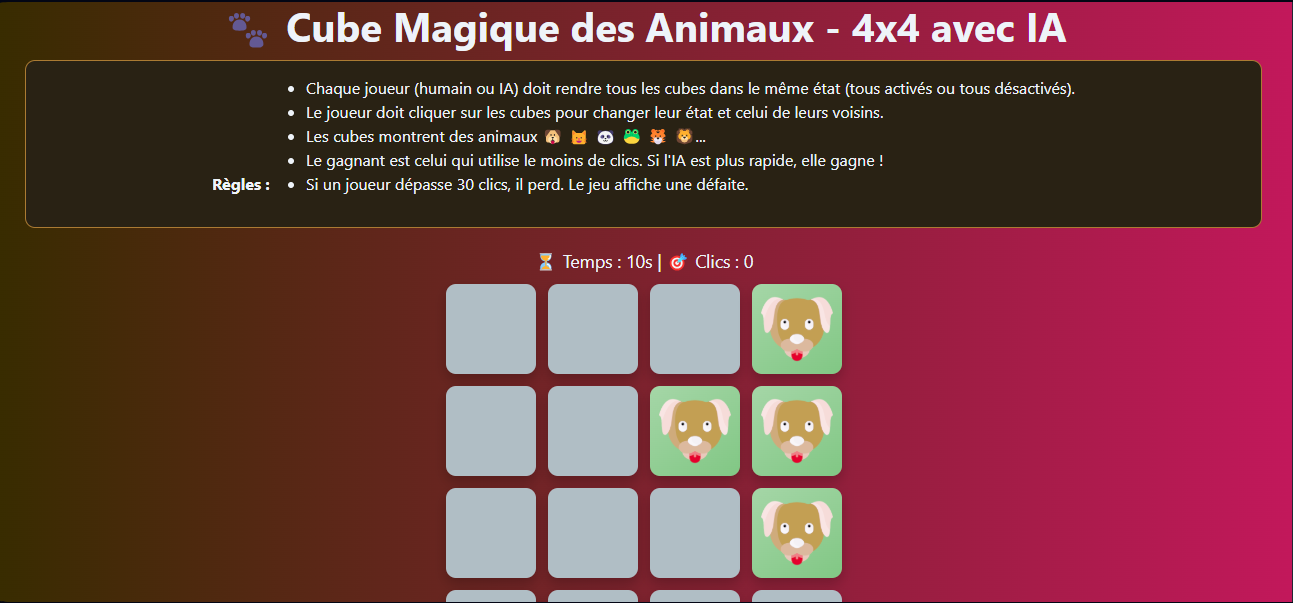 🐾 Cube Magique des Animaux - 4x4 avec IA
Chaque joueur (humain ou IA) doit rendre tous les cubes dans le même état (tous activés ou tous désactivés).
Le joueur doit cliquer sur les cubes pour changer leur état et celui de leurs voisins.
Les cubes montrent des animaux 🐶 🐱 🐼 🐸 🐯 🦁...
Le gagnant est celui qui utilise le moins de clics. Si l'IA est plus rapide, elle gagne !
Règles : • Si un joueur dépasse 30 clics, il perd. Le jeu affiche une défaite.
⏳ Temps : 10s | 🎯 Clics : 0